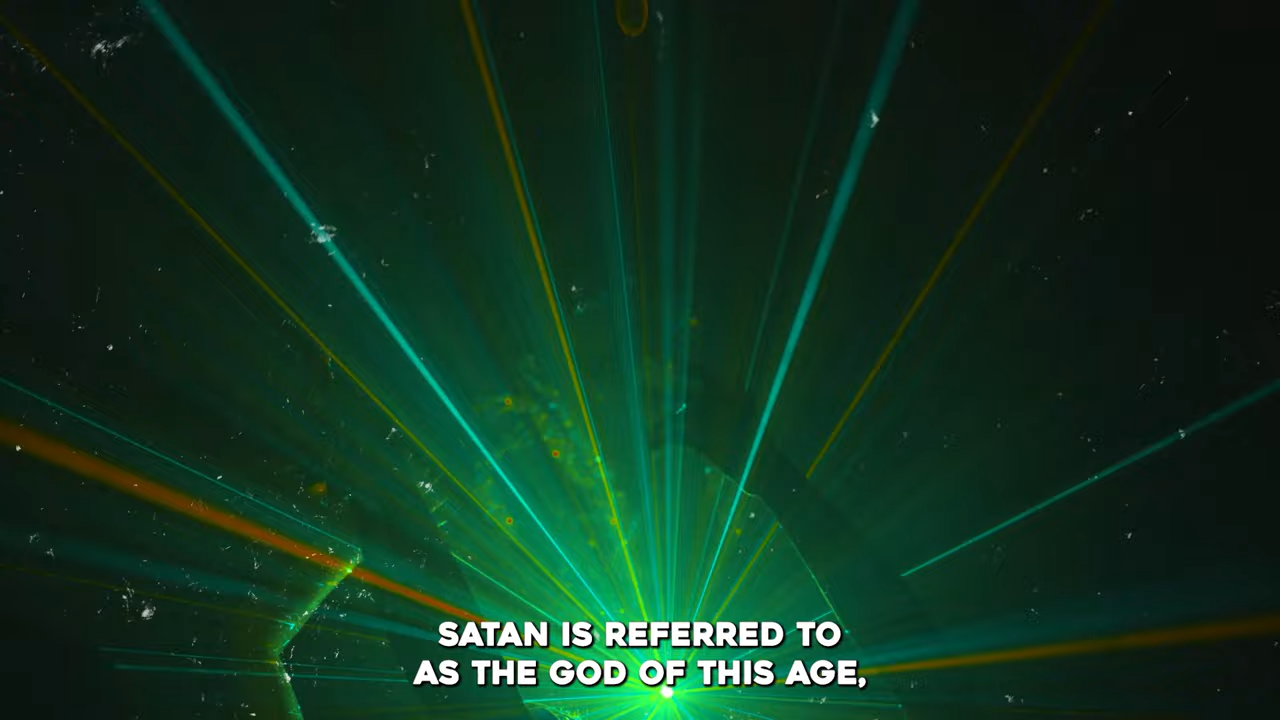 SATAN IS REFERRED TO
AS THE GOD OF THIS AGE,